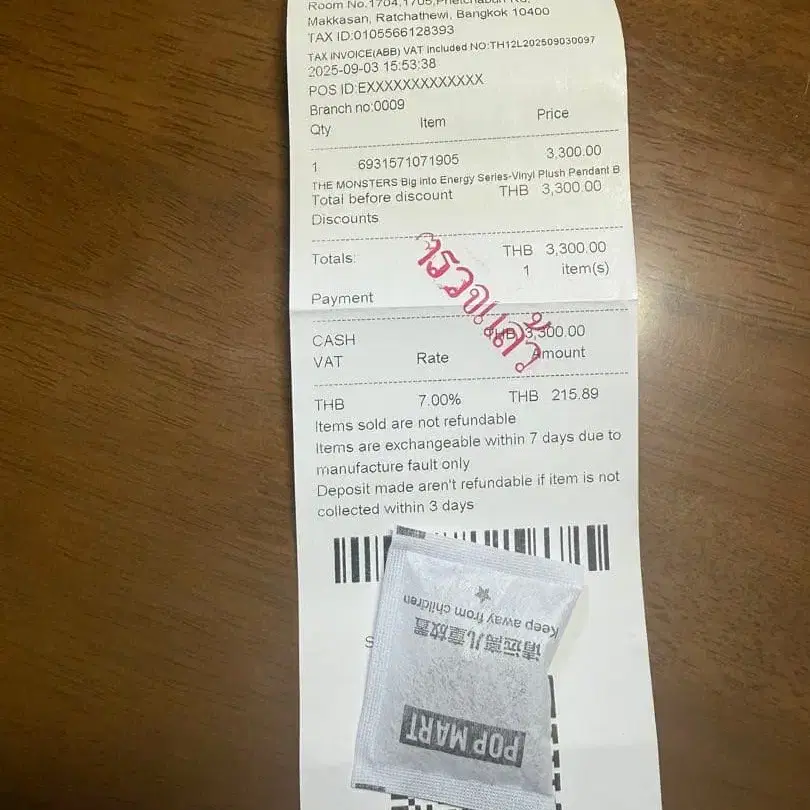 Room No.1704,1705,Phetchaburi Rd,
Makkasan, Ratchathewi, Bangkok 10400
TAX ID:0105566128393
TAX INVOICE(ABB) VAT Included NO:TH12L202509030097
2025-09-03 15:53:38
POS ID:EXXXXXXXXXXXXX
Branch no:0009
Qty Item Price
1 6931571071905 3,300.00
THE MONSTERS Big into Energy Series-Vinyl Plush Pendant B
Total before discount THB 3,300.00
Discounts
Totals: THB 3,300.00
1 item(s)
ตรวจแล้ว
Payment
CASH THB 3,300.00
VAT Rate Amount
THB 7.00% THB 215.89
Items sold are not refundable
Items are exchangeable within 7 days due to
manufacture fault only
Deposit made aren't refundable if item is not
collected within 3 days
S
Keep away from children
请远离儿童放置
POP MART